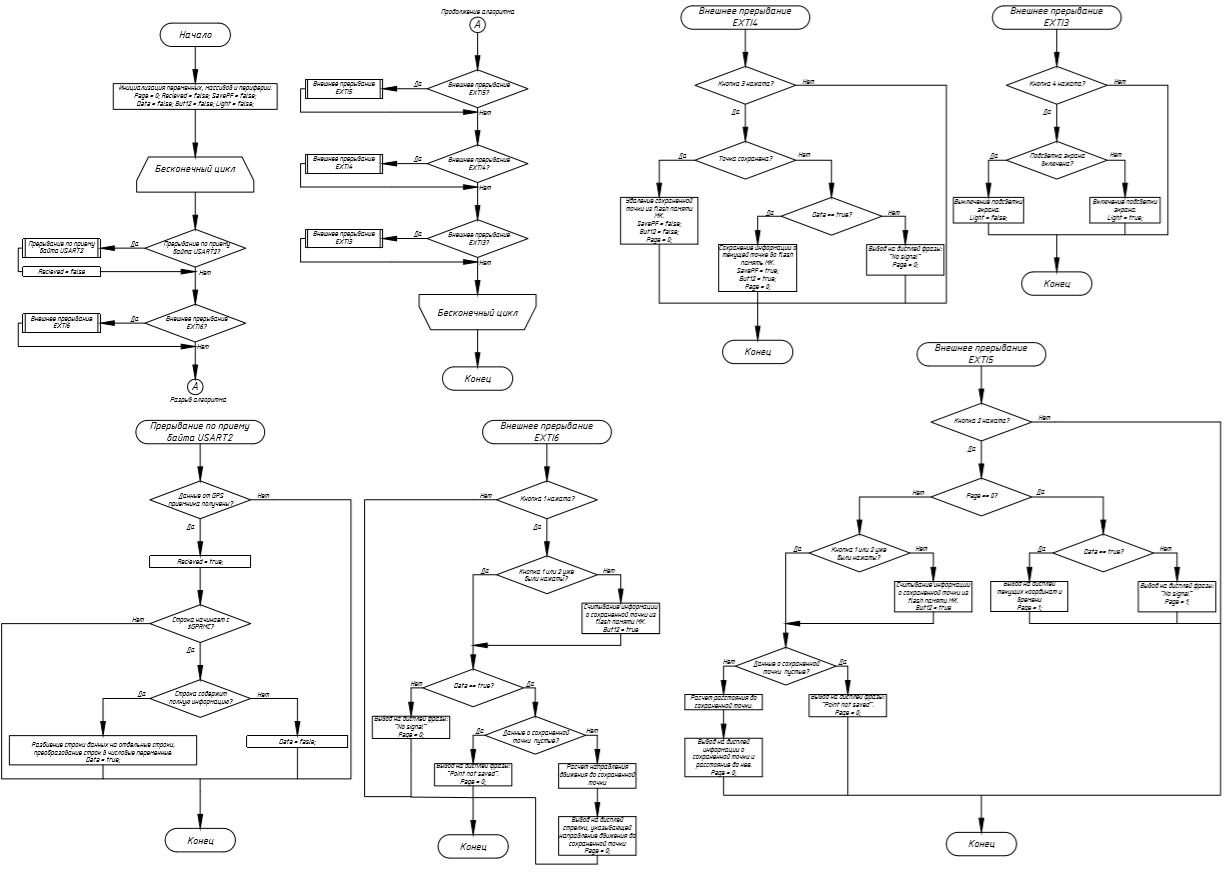 Начало
Инициализация переменных, массивов и периферии.
Page = 0; Recieved = false; SavePF = false;
Data = false; But12 = false; Light = false;
Бесконечный цикл
Прерывание по приему
байта USART2?
Да
Нет
Прерывание по приему
байта USART2
Recieved = false
Внешнее прерывание
EXTI6?
Да
Нет
Внешнее прерывание
EXTI6
А
Разрыв алгоритма
Продолжение алгоритма
А
Внешнее прерывание
EXTI5?
Да
Нет
Внешнее прерывание
EXTI5
Внешнее прерывание
EXTI4?
Да
Нет
Внешнее прерывание
EXTI4
Внешнее прерывание
EXTI3?
Да
Нет
Внешнее прерывание
EXTI3
Бесконечный цикл
Конец
Внешнее прерывание
EXTI4
Кнопка 3 нажата?
Нет
Да
Точка сохранена?
Да
Нет
Удаление сохраненной
точки из flash памяти
МК.
SavePF = false;
But12 = false;
Page = 0;
Data == true?
Да
Нет
Сохранение информации о
текущей точке во flash
память МК.
SavePF = true;
But12 = true;
Page = 0;
Вывод на дисплей фразы:
"No signal"
Page = 0;
Конец
Внешнее прерывание
EXTI3
Кнопка 4 нажата?
Нет
Да
Подсветка экрана
включена?
Да
Нет
Выключение подсветки
экрана.
Light = false;
Включение подсветки
экрана.
Light = true;
Конец
Прерывание по приему
байта USART2
Данные от GPS
приемника получены?
Нет
Да
Recieved = true;
Строка начинает с
$GPRMC?
Нет
Да
Строка содержит
полную информацию?
Да
Нет
Разбиение строки данных на отдельные строки,
преобразование строк в числовые переменные.
Data = true;
Data = fasle;
Конец
Внешнее прерывание
EXTI6
Кнопка 1 нажата?
Нет
Да
Кнопка 1 или 2 уже
были нажаты?
Да
Нет
Считывание информации
о сохраненной точки из
flash памяти МК.
But12 = true
Data == true?
Нет
Да
Вывод на дисплей фразы:
"No signal"
Page = 0;
Данные о сохраненной
точки пустые?
Да
Нет
Вывод на дисплей фразы:
"Point not saved".
Page = 0;
Расчет направления
движения до сохраненной
точки
Вывод на дисплей
стрелки, указывающей
направление движения до
сохраненной точки
Page = 0;
Конец
Внешнее прерывание
EXTI5
Кнопка 2 нажата?
Нет
Да
Page == 0?
Нет
Да
Кнопка 1 или 2 уже
были нажаты?
Да
Нет
Считывание информации
о сохраненной точки из
flash памяти МК.
But12 = true
Data == true?
Да
Нет
Вывод на дисплей
текущих координат и
времени
Page = 1;
Вывод на дисплей фразы:
"No signal"
Page = 1;
Данные о сохраненной
точки пустые?
Нет
Да
Расчет расстояния до
сохраненной точки.
Вывод на дисплей фразы:
"Point not saved".
Page = 0;
Вывод на дисплей
информации о
сохраненной точки и
расстояние до нее.
Page = 0;
Конец